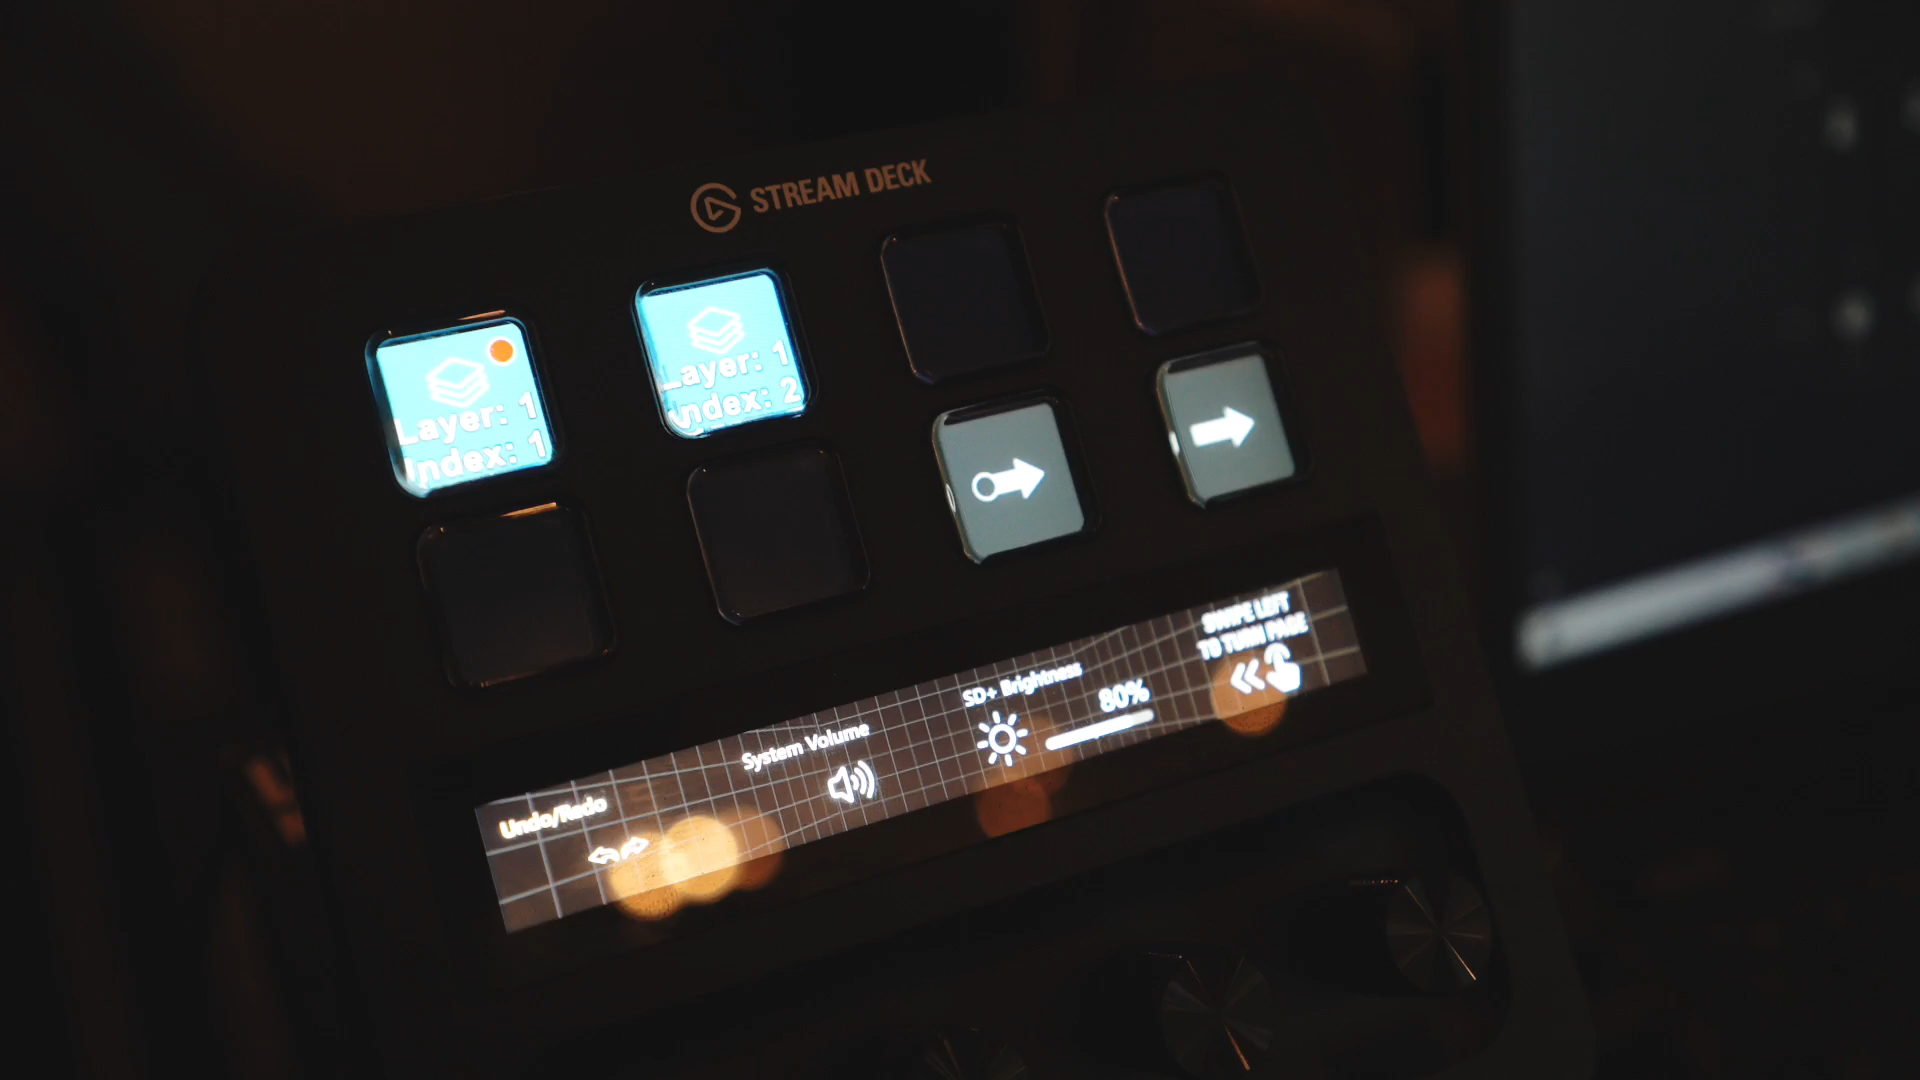 STREAM DECK
Layer: 1
Index: 1
Layer: 1
Index: 2
Undo/Redo
System Volume
SD+ Brightness
80%
SWIPE LEFT
TO TURN PAGE